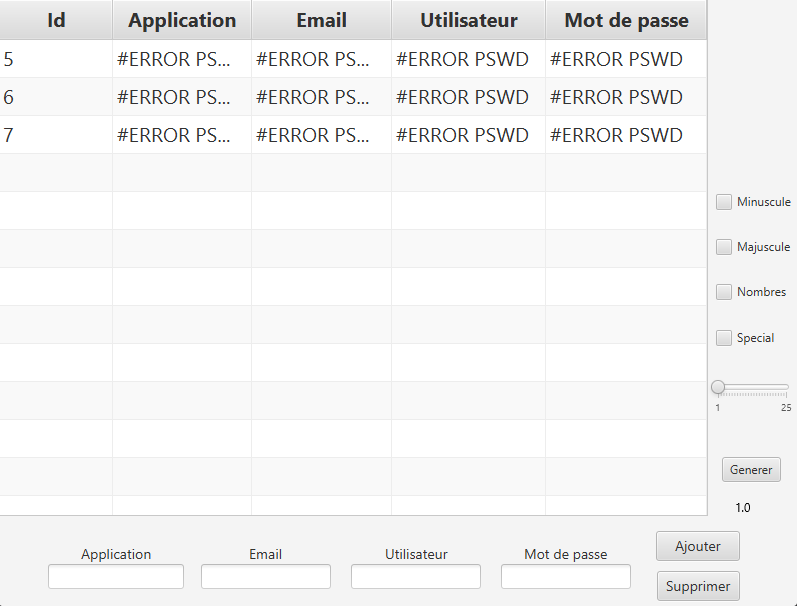 Id Application Email Utilisateur Mot de passe
5 #ERROR PS... #ERROR PS... #ERROR PSWD #ERROR PSWD
6 #ERROR PS... #ERROR PS... #ERROR PSWD #ERROR PSWD
7 #ERROR PS... #ERROR PS... #ERROR PSWD #ERROR PSWD
Minuscule
Majuscule
Nombres
Special
1 25
Generer
1.0
Application Email Utilisateur Mot de passe
Ajouter
Supprimer